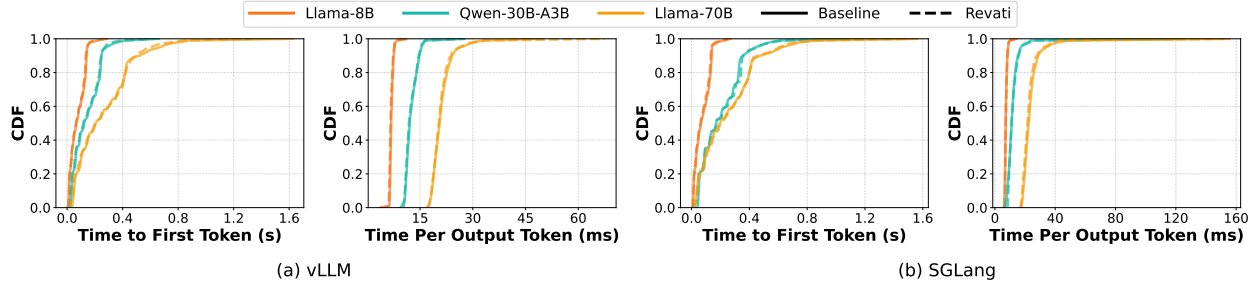 Llama-8B Qwen-30B-A3B Llama-70B Baseline Revati
CDF
1.0
0.8
0.6
0.4
0.2
0.0
0.0 0.4 0.8 1.2 1.6
Time to First Token (s)
CDF
1.0
0.8
0.6
0.4
0.2
0.0
15 30 45 60
Time Per Output Token (ms)
(a) vLLM
CDF
1.0
0.8
0.6
0.4
0.2
0.0
0.0 0.4 0.8 1.2 1.6
Time to First Token (s)
CDF
1.0
0.8
0.6
0.4
0.2
0.0
0 40 80 120 160
Time Per Output Token (ms)
(b) SGLang